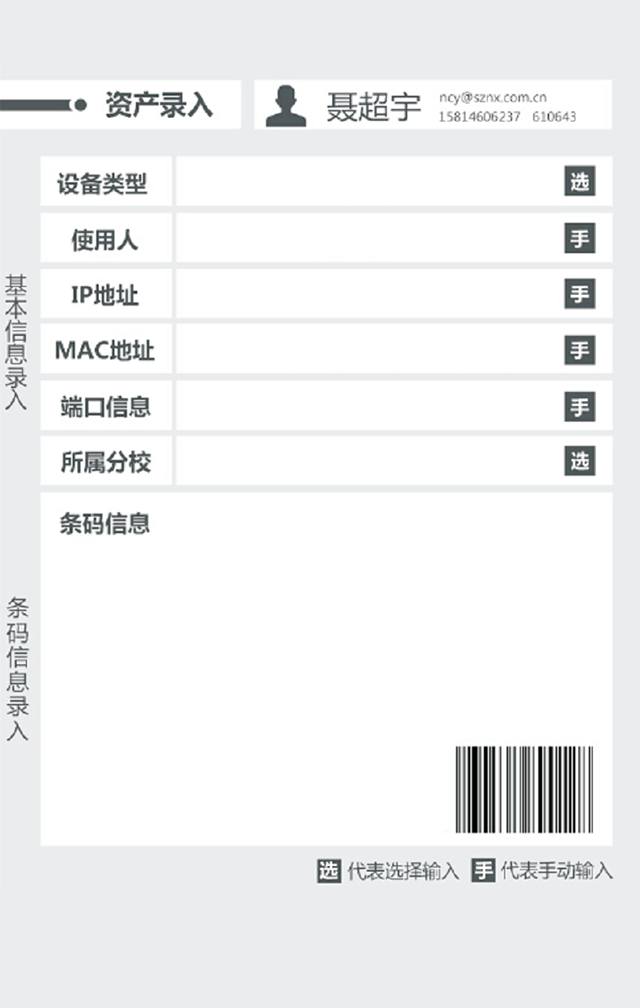 资产录入
聂超宇
ncy@sznx.com.cn
15814606237 610643
基本信息录入
设备类型 选
使用人 手
IP地址 手
MAC地址 手
端口信息 手
所属分校 选
条码信息录入
条码信息
选 代表选择输入 手 代表手动输入